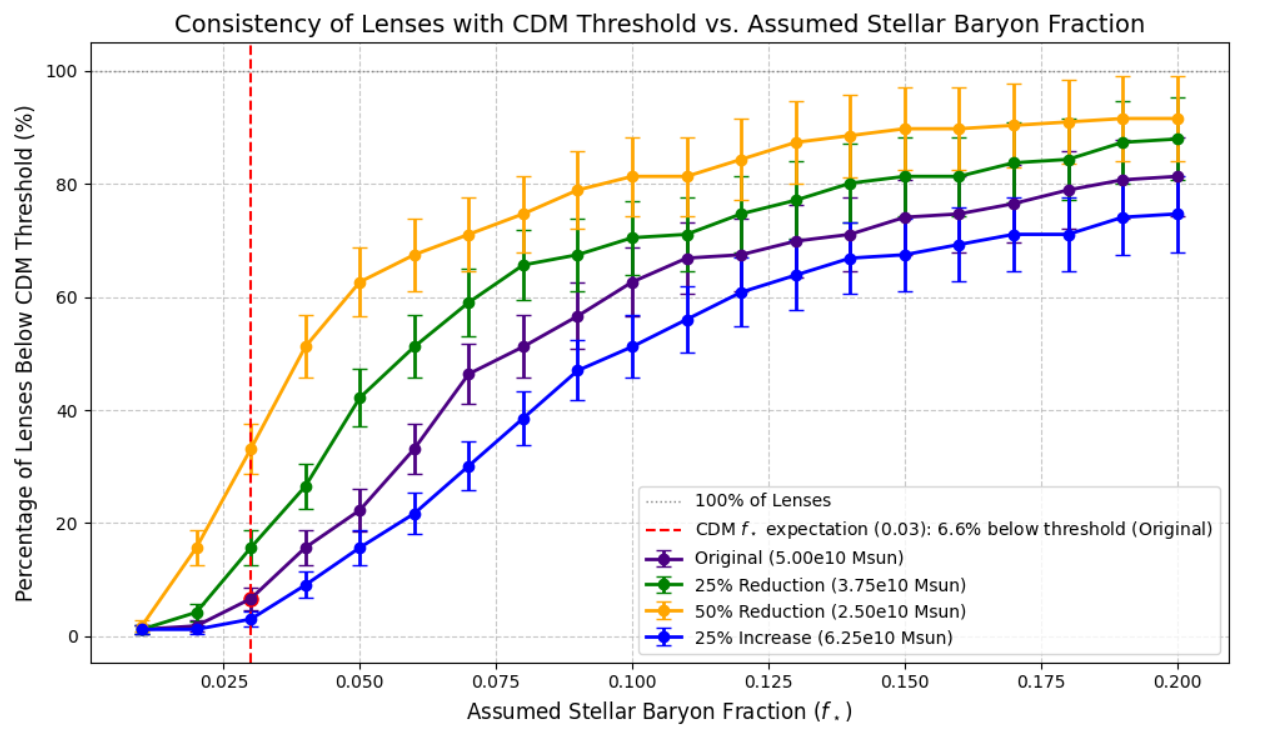 Consistency of Lenses with CDM Threshold vs. Assumed Stellar Baryon Fraction
Percentage of Lenses Below CDM Threshold (%)
100
80
60
40
20
0
100% of Lenses
CDM f⋆ expectation (0.03): 6.6% below threshold (Original)
Original (5.00e10 Msun)
25% Reduction (3.75e10 Msun)
50% Reduction (2.50e10 Msun)
25% Increase (6.25e10 Msun)
0.025 0.050 0.075 0.100 0.125 0.150 0.175 0.200
Assumed Stellar Baryon Fraction (f⋆)